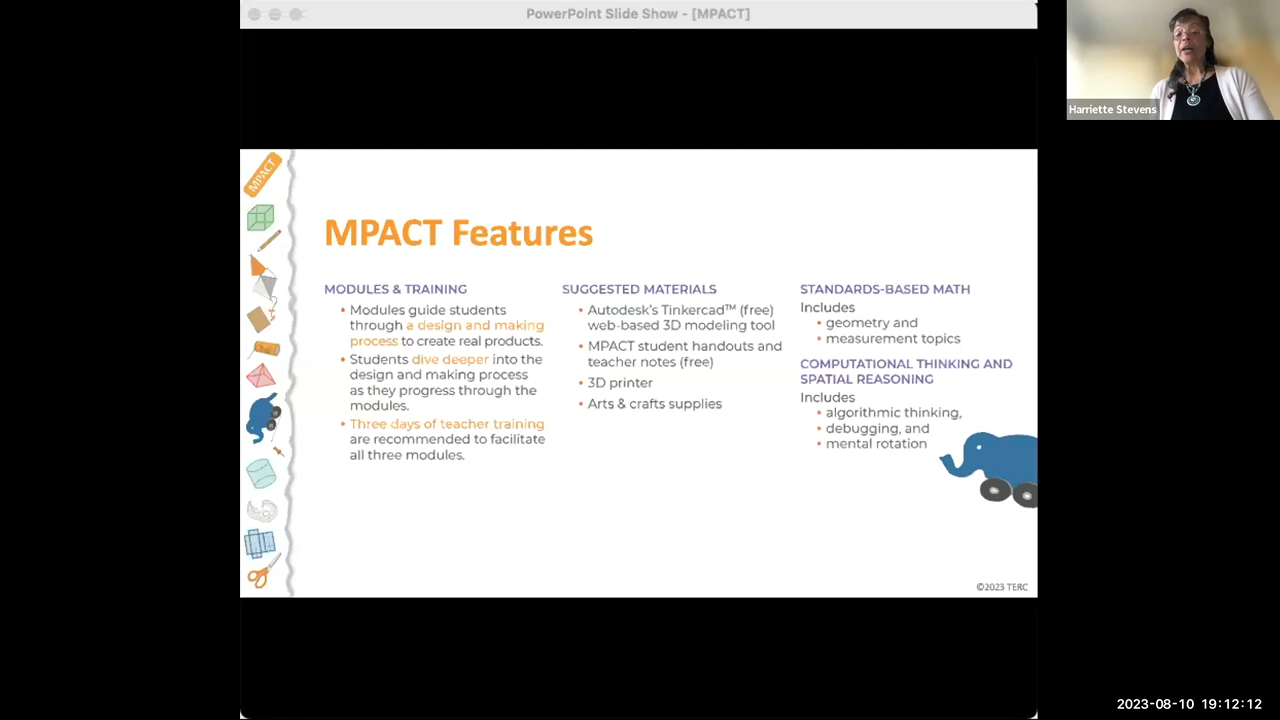 PowerPoint Slide Show - [MPACT]
Harriette Stevens
MPACT
MPACT Features
MODULES & TRAINING
• Modules guide students
through a design and making
process to create real products.
• Students dive deeper into the
design and making process
as they progress through the
modules.
• Three days of teacher training
are recommended to facilitate
all three modules.
SUGGESTED MATERIALS
• Autodesk's Tinkercad™ (free)
web-based 3D modeling tool
• MPACT student handouts and
teacher notes (free)
• 3D printer
• Arts & crafts supplies
STANDARDS-BASED MATH
Includes
• geometry and
• measurement topics
COMPUTATIONAL THINKING AND
SPATIAL REASONING
Includes
• algorithmic thinking,
• debugging, and
• mental rotation
©2023 TERC
2023-08-10 19:12:12